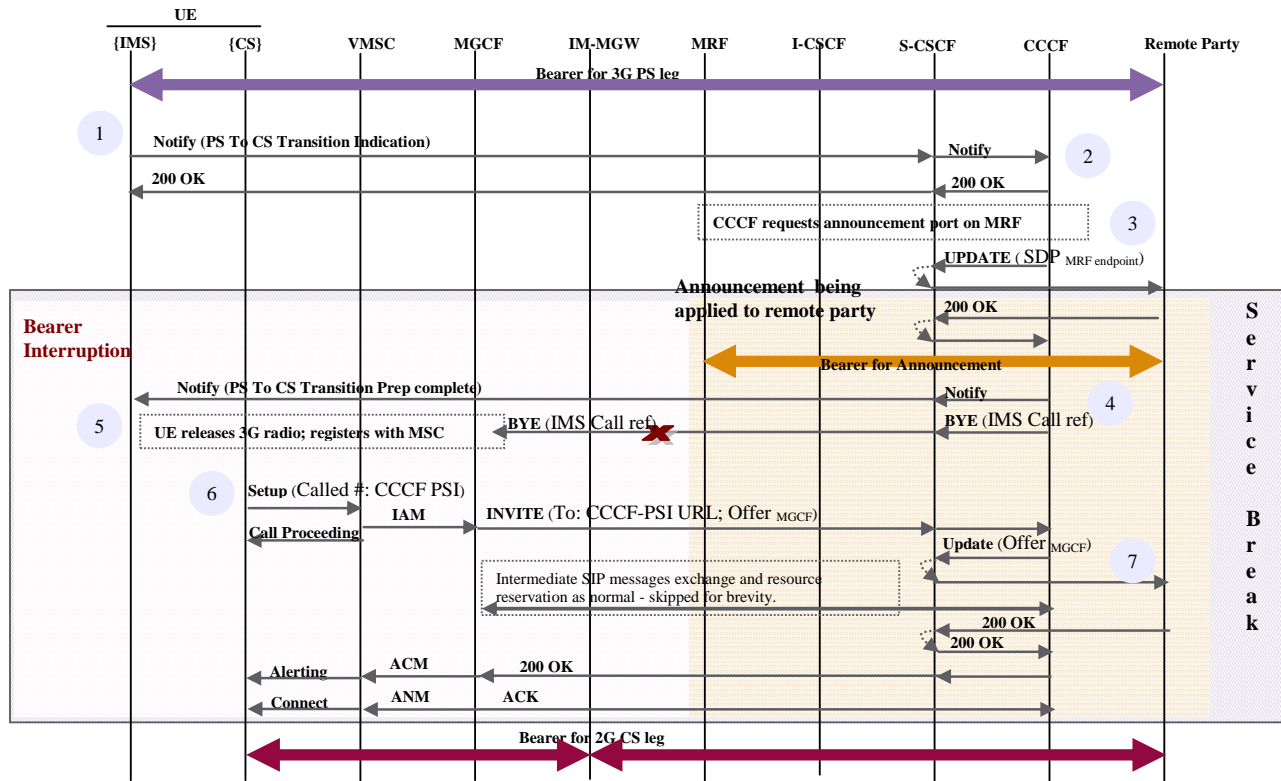 UE
{IMS} {CS} VMSC MGCF IM-MGW MRF I-CSCF S-CSCF CCCF Remote Party
Bearer for 3G PS leg
1
Notify (PS To CS Transition Indication)
Notify
2
200 OK
200 OK
CCCF requests announcement port on MRF
3
UPDATE ( SDP MRF endpoint)
Announcement being
applied to remote party
200 OK
Bearer
Interruption
Service Break
Bearer for Announcement
Notify (PS To CS Transition Prep complete)
Notify
4
5
UE releases 3G radio; registers with MSC
BYE (IMS Call ref)
BYE (IMS Call ref)
6
Setup (Called #: CCCF PSI)
IAM
INVITE (To: CCCF-PSI URL; Offer MGCF)
Call Proceeding
Update (Offer MGCF)
7
Intermediate SIP messages exchange and resource
reservation as normal - skipped for brevity.
200 OK
200 OK
Alerting
ACM
200 OK
Connect
ANM
ACK
Bearer for 2G CS leg